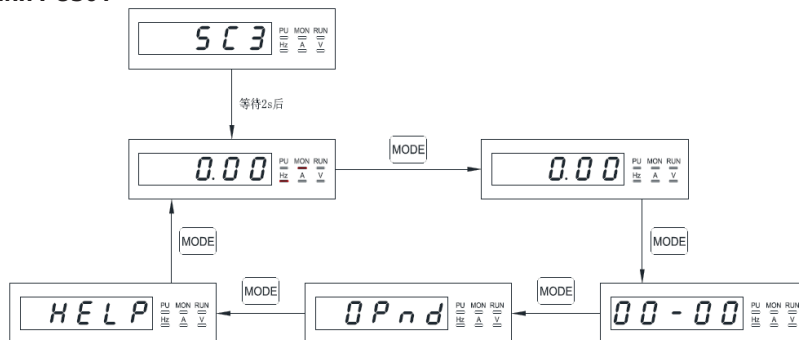 SC3
PU MON RUN
Hz A V
等待2s后
0.00
PU MON RUN
Hz A V
MODE
0.00
PU MON RUN
Hz A V
MODE
MODE
HELP
PU MON RUN
Hz A V
MODE
OPnd
PU MON RUN
Hz A V
MODE
00-00
PU MON RUN
Hz A V